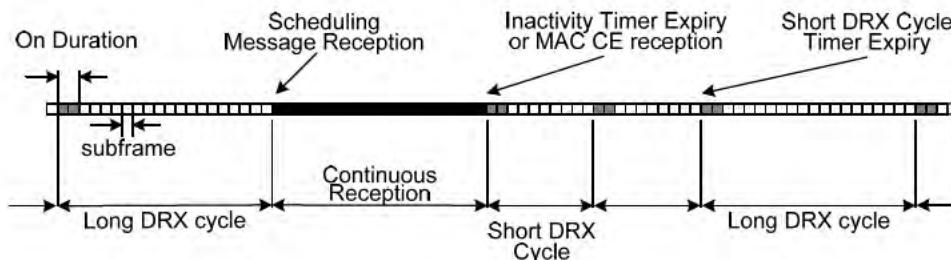 On Duration
Scheduling
Message Reception
Inactivity Timer Expiry
or MAC CE reception
Short DRX Cycle
Timer Expiry
subframe
Long DRX cycle
Continuous
Reception
Short DRX
Cycle
Long DRX cycle